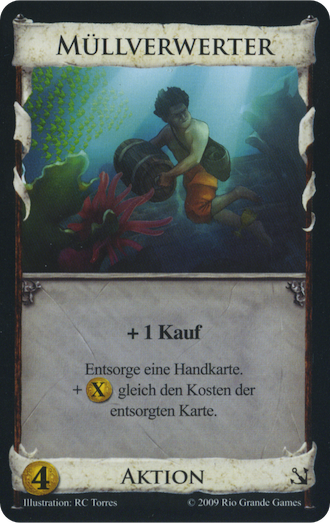 MÜLLVERWERTER
+ 1 Kauf
Entsorge eine Handkarte.
+ X gleich den Kosten der
entsorgten Karte.
4 AKTION
Illustration: RC Torres © 2009 Rio Grande Games